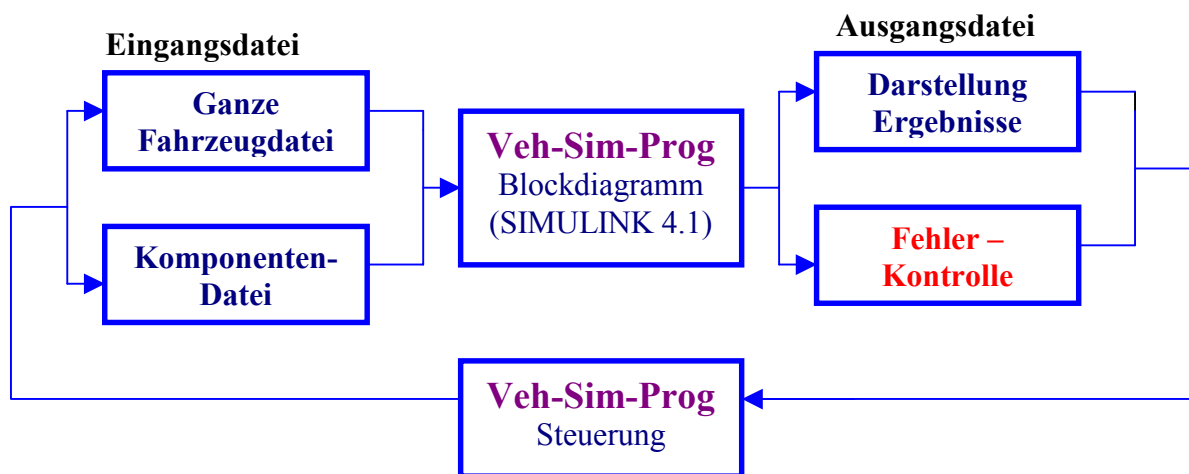 Eingangsdatei
Ausgangsdatei
Ganze
Fahrzeugdatei
Komponenten-
Datei
Veh-Sim-Prog
Blockdiagramm
(SIMULINK 4.1)
Darstellung
Ergebnisse
Fehler –
Kontrolle
Veh-Sim-Prog
Steuerung